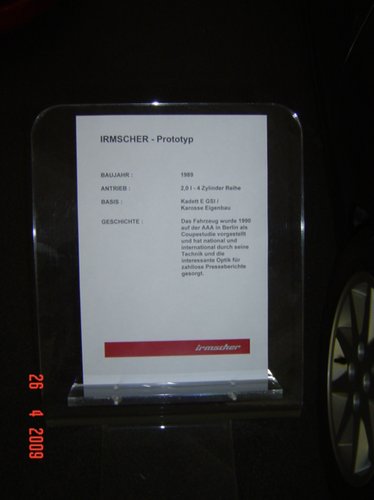 IRMSCHER - Prototyp
BAUJAHR : 1989
ANTRIEB : 2,0 l - 4 Zylinder Reihe
BASIS : Kadett E GSI /
Karosse Eigenbau
GESCHICHTE : Das Fahrzeug wurde 1990
auf der AAA in Berlin als
Coupestudie vorgestellt
und hat national und
international durch seine
Technik und die
interessante Optik für
zahllose Presseberichte
gesorgt.
irmscher
26 4 2009